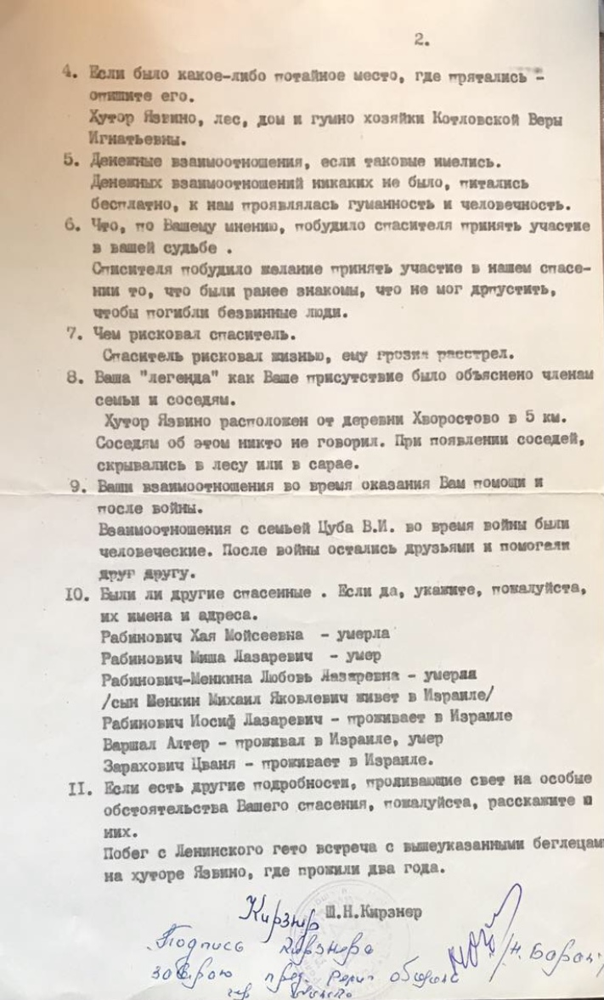 2.
4. Если было какое-либо потайное место, где прятались -
опишите его.
Хутор Язвино, лес, дом и гумно хозяйки Котловской Веры
Игнатьевны.
5. Денежные взаимоотношения, если таковые имелись.
Денежных взаимоотношений никаких не было, питались
бесплатно, к нам проявлялась гуманность и человечность.
6. Что, по Вашему мнению, побудило спасителя принять участие
в вашей судьбе .
Списителя побудило желание принять участие в нашем спасе-
нии то, что были ранее знакомы, что не мог дрпустить,
чтобы погибли безвинные люди.
7. Чем рисковал спаситель.
Спаситель рисковал жизнью, ему грозил расстрел.
8. Ваша "легенда" как Ваше присутствие было объяснено членам
семьи и соседям.
Хутор Язвино расположен от деревни Хворостово в 5 км.
Соседям об этом никто не говорил. При появлении соседей,
скрывались в лесу или в сарае.
9. Ваши взаимоотношения во время оказания Вам помощи и
после войны.
Взаимоотношения с семьей Цуба В.И. во время войны были
человеческие. После войны остались друзьями и помогали
друг другу.
10. Были ли другие спасенные . Если да, укажите, пожалуйста,
их имена и адреса.
Рабинович Хая Мойсеевна - умерла
Рабинович Миша Лазаревич - умер
Рабинович-Менкина Любовь Лазаревна - умерла
/сын Менкин Михаил Яковлевич живет в Израиле/
Рабинович Иосиф Лазаревич - проживает в Израиле
Варшал Алтер - проживал в Израиле, умер
Зарахович Цваня - проживает в Израиле.
11. Если есть другие подробности, проливающие свет на особые
обстоятельства Вашего спасения, пожалуйста, расскажите о
них.
Побег с Ленинского гето встреча с вышеуказанными беглецами
на хуторе Язвино, где прожили два года.
Кирзнер Ш.Н.Кирзнер
Подпись Кирзнера
заверяю пред. общины /Н. Баран